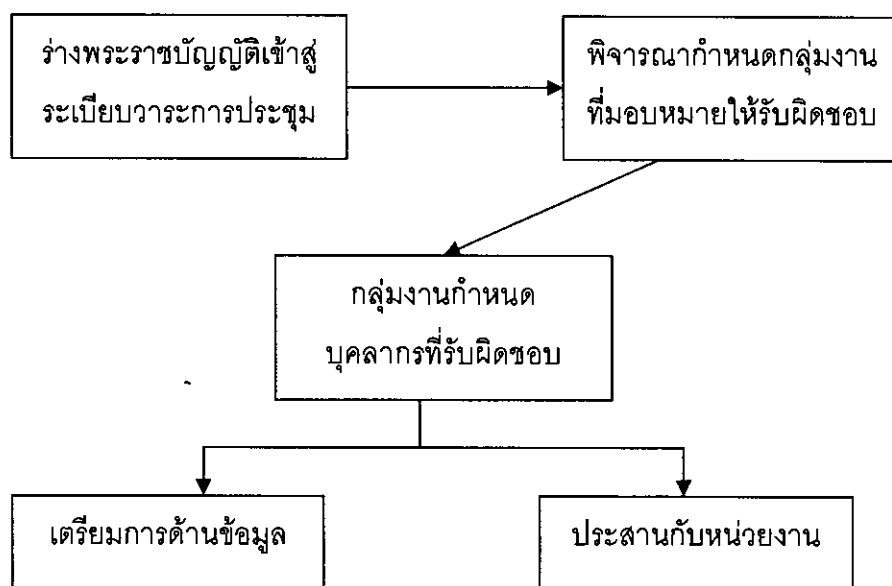 ร่างพระราชบัญญัติเข้าสู่
ระเบียบวาระการประชุม
พิจารณากำหนดกลุ่มงาน
ที่มอบหมายให้รับผิดชอบ
กลุ่มงานกำหนด
บุคลากรที่รับผิดชอบ
เตรียมการด้านข้อมูล
ประสานกับหน่วยงาน